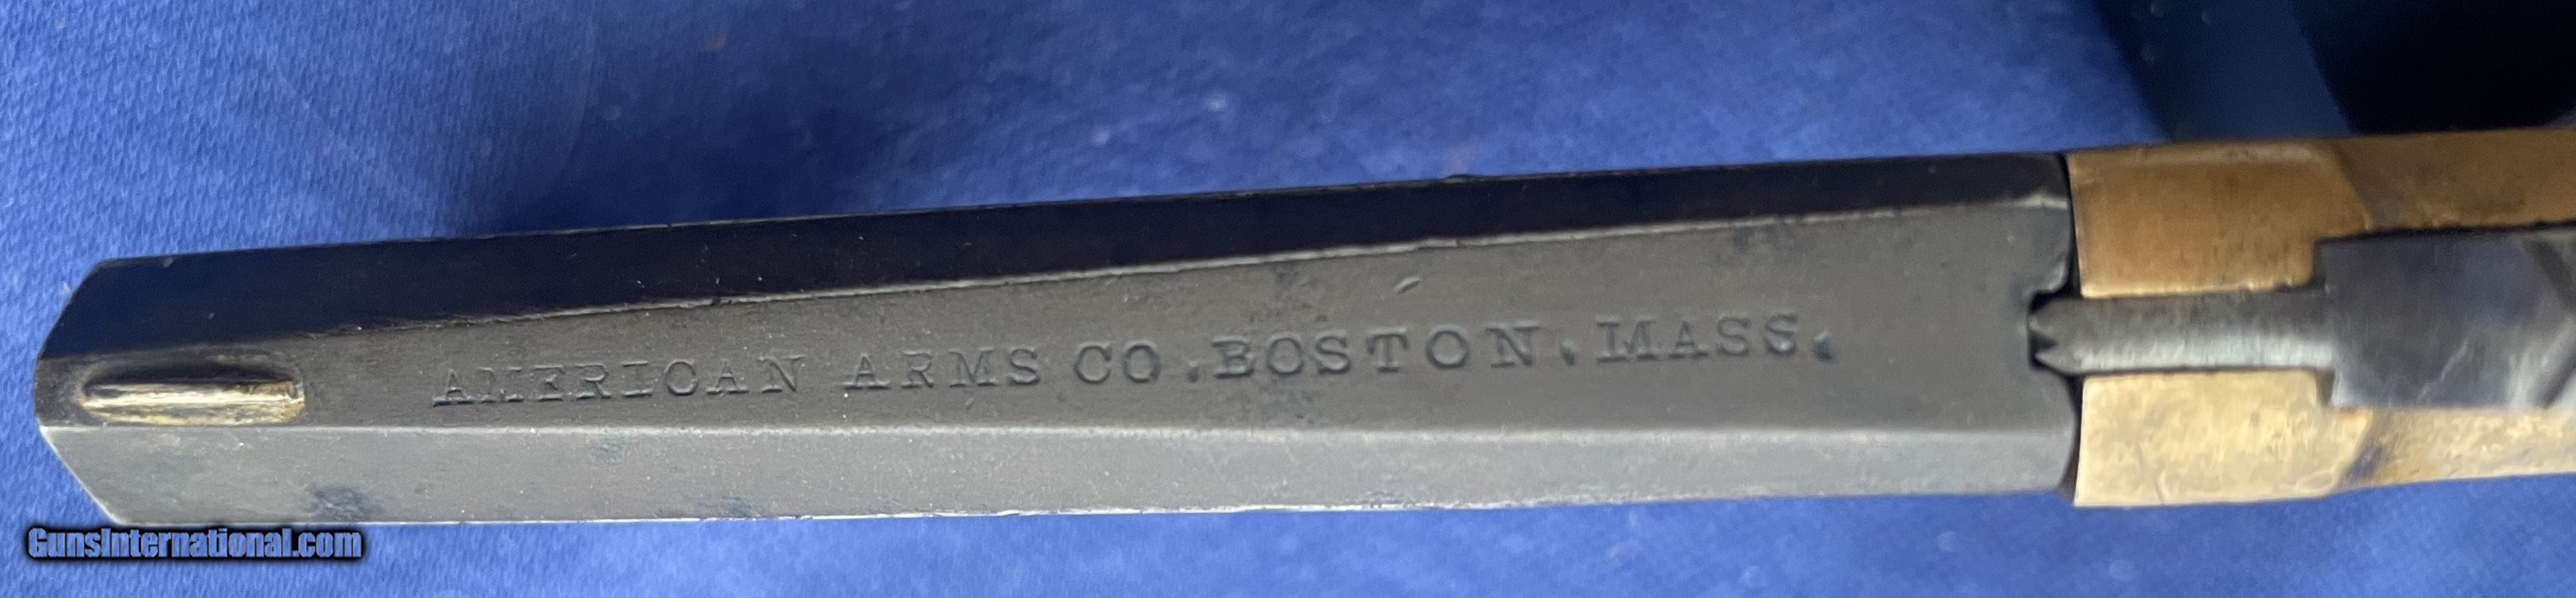 AMERICAN ARMS CO. BOSTON. MASS.
GunsInternational.com